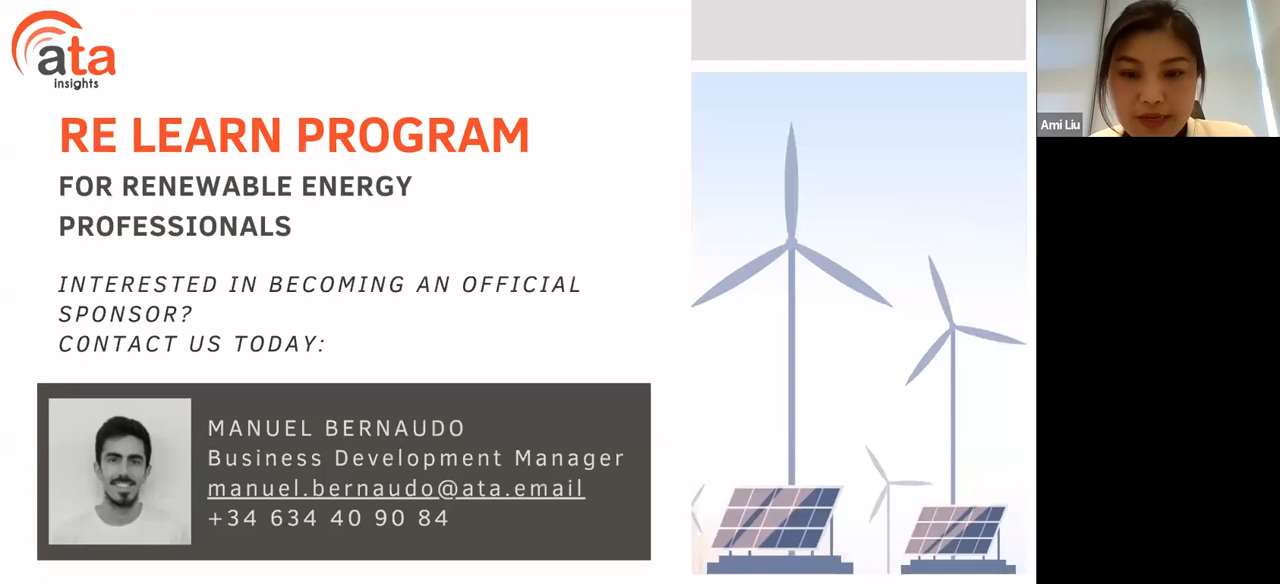 ata
insights
RE LEARN PROGRAM
FOR RENEWABLE ENERGY
PROFESSIONALS
INTERESTED IN BECOMING AN OFFICIAL
SPONSOR?
CONTACT US TODAY:
MANUEL BERNAUDO
Business Development Manager
manuel.bernaudo@ata.email
+34 634 40 90 84
Ami Liu